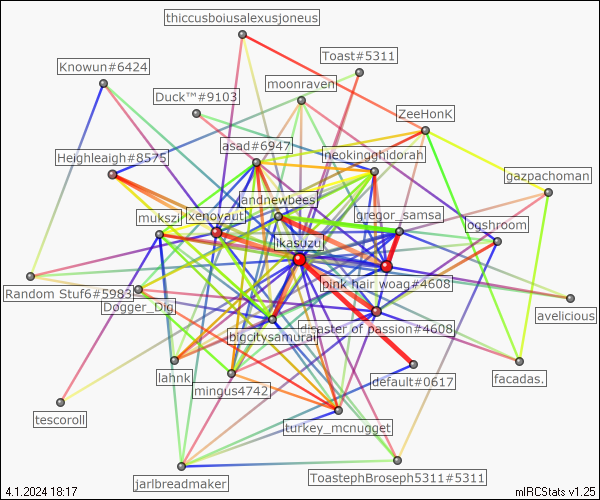 thiccusboiusalexusjoneus
Toast#5311
Knowun#6424
moonraven
Duck™#9103
ZeeHonK
asad#6947
neokingghidorah
Heighleaigh#8575
gazpachoman
andnewbees
mukszi
xenoyaut
gregor_samsa
logshroom
ikasuzu
pink hair woag#4608
Random Stuf6#5983
Dogger_Dig
avelicious
disaster of passion#4608
bigcitysamurai
lahnk
default#0617
facadas.
mingus4742
tescoroll
turkey_mcnugget
jarlbreadmaker
ToastephBroseph5311#5311
4.1.2024 18:17
mIRCStats v1.25